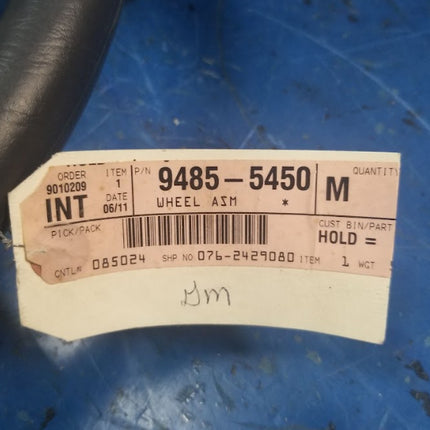 ORDER ITEM P/N 9485-5450 M QUANTITY
9010209 1
INT DATE WHEEL ASM *
06/11
PICK/PACK CUST BIN/PART
HOLD =
CNTL# 085024 SHP NO 076-2429080 ITEM 1 WGT
GM